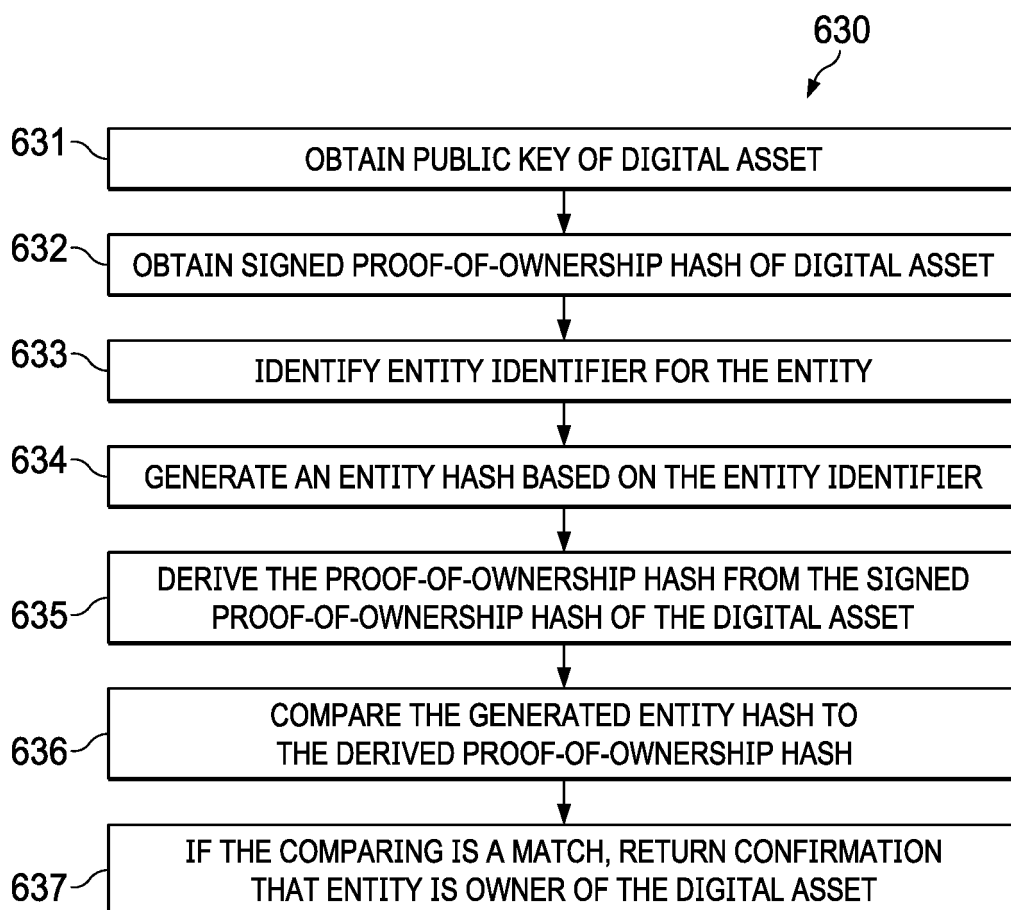 630
631
OBTAIN PUBLIC KEY OF DIGITAL ASSET
632
OBTAIN SIGNED PROOF-OF-OWNERSHIP HASH OF DIGITAL ASSET
633
IDENTIFY ENTITY IDENTIFIER FOR THE ENTITY
634
GENERATE AN ENTITY HASH BASED ON THE ENTITY IDENTIFIER
635
DERIVE THE PROOF-OF-OWNERSHIP HASH FROM THE SIGNED
PROOF-OF-OWNERSHIP HASH OF THE DIGITAL ASSET
636
COMPARE THE GENERATED ENTITY HASH TO
THE DERIVED PROOF-OF-OWNERSHIP HASH
637
IF THE COMPARING IS A MATCH, RETURN CONFIRMATION
THAT ENTITY IS OWNER OF THE DIGITAL ASSET